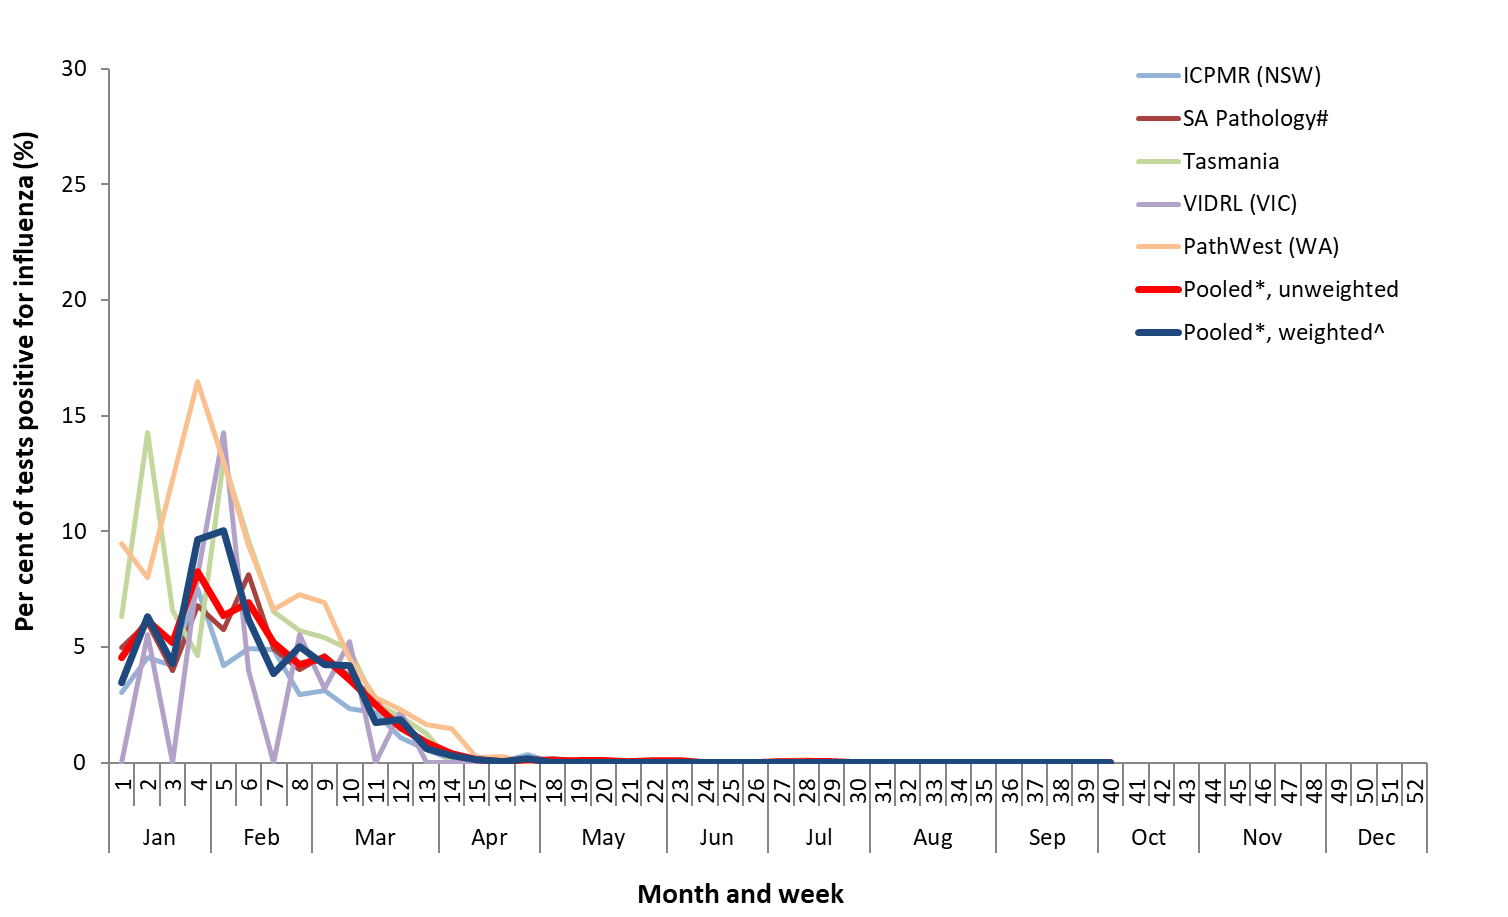 30
25
20
15
10
5
0
Per cent of tests positive for influenza (%)
ICPMR (NSW)
SA Pathology#
Tasmania
VIDRL (VIC)
PathWest (WA)
Pooled*, unweighted
Pooled*, weighted^
1 2 3 4 5 6 7 8 9 10 11 12 13 14 15 16 17 18 19 20 21 22 23 24 25 26 27 28 29 30 31 32 33 34 35 36 37 38 39 40 41 42 43 44 45 46 47 48 49 50 51 52
Jan Feb Mar Apr May Jun Jul Aug Sep Oct Nov Dec
Month and week